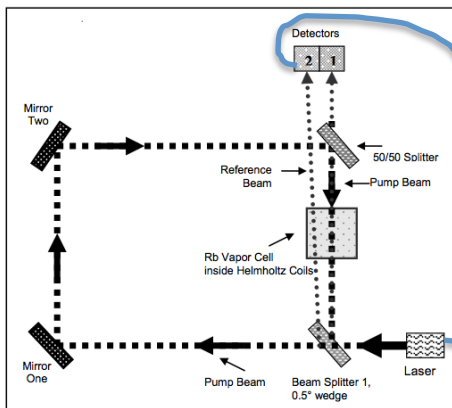 Detectors
2 1
Mirror
Two
50/50 Splitter
Reference
Beam
Pump Beam
Rb Vapor Cell
inside Helmholtz Coils
Mirror
One
Pump Beam
Beam Splitter 1,
0.5° wedge
Laser